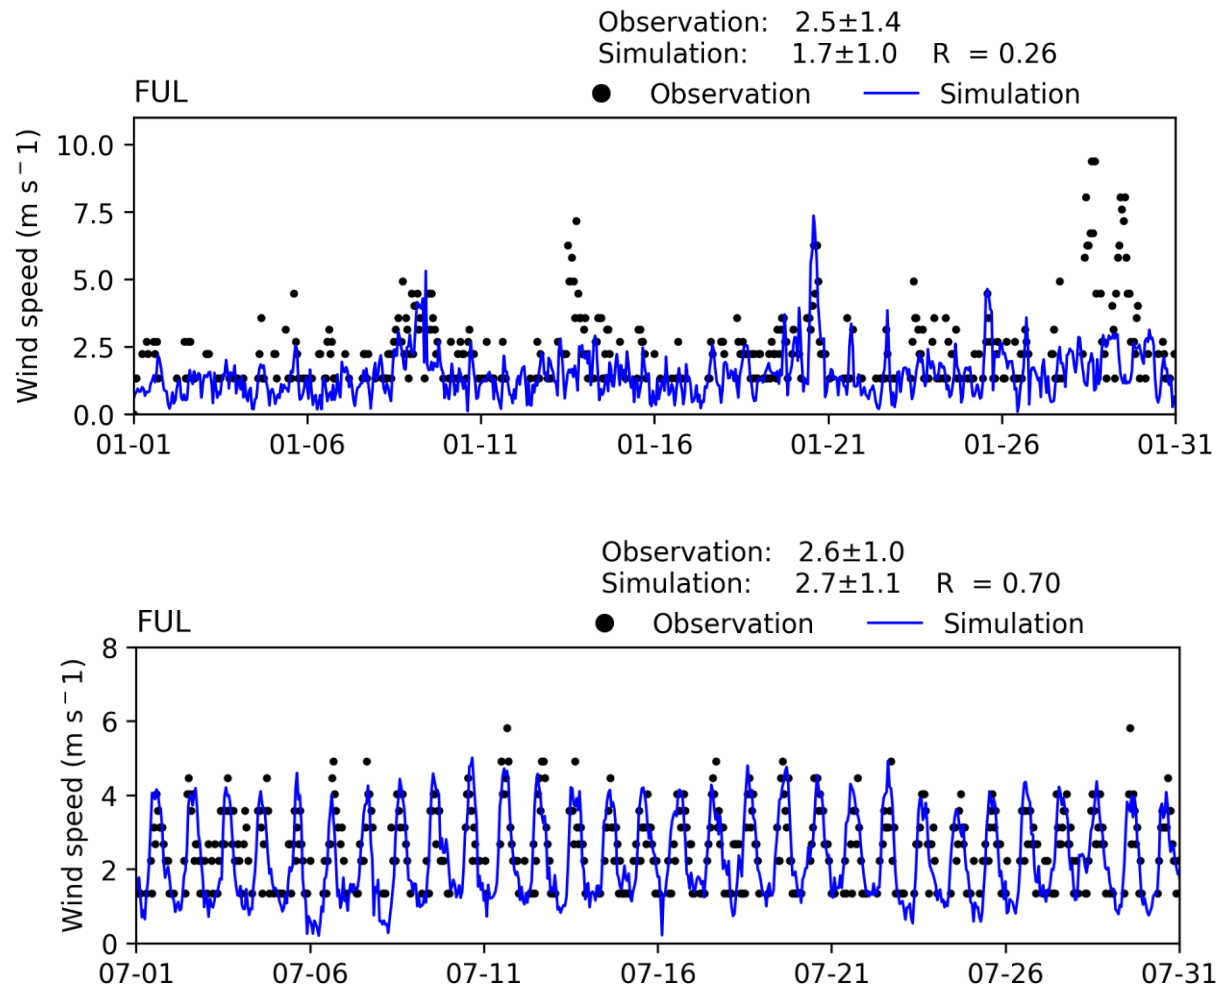 Observation: 2.5±1.4
Simulation: 1.7±1.0 R = 0.26
FUL
Observation Simulation
Wind speed (m s⁻1)
10.0
7.5
5.0
2.5
0.0
01-01 01-06 01-11 01-16 01-21 01-26 01-31
Observation: 2.6±1.0
Simulation: 2.7±1.1 R = 0.70
FUL
Observation Simulation
Wind speed (m s⁻1)
8
6
4
2
0
07-01 07-06 07-11 07-16 07-21 07-26 07-31